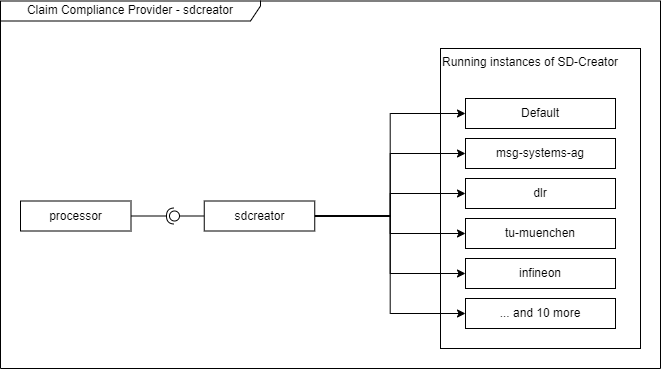 Claim Compliance Provider - sdcreator
Running instances of SD-Creator
Default
msg-systems-ag
dlr
processor
sdcreator
tu-muenchen
infineon
... and 10 more